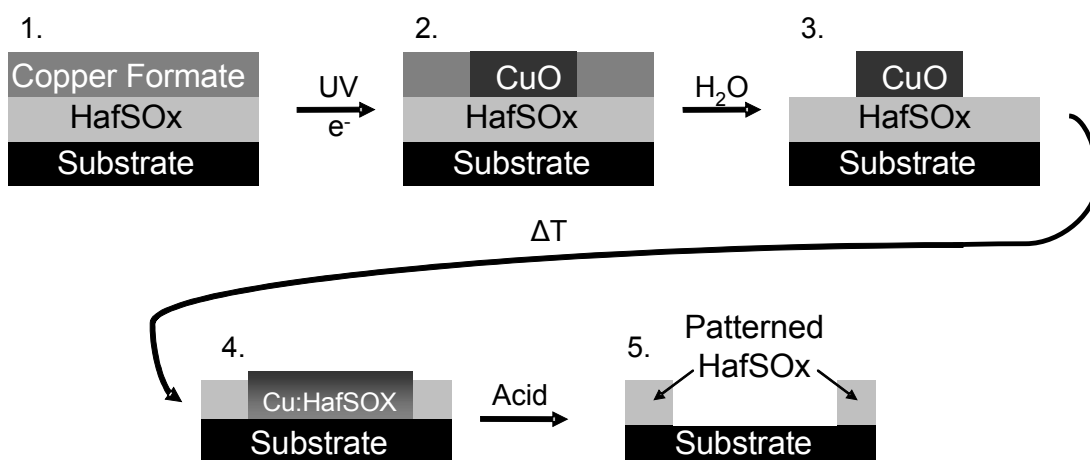 1.
Copper Formate
HafSOx
Substrate
UV
e⁻
2.
CuO
HafSOx
Substrate
H₂O
3.
CuO
HafSOx
Substrate
ΔT
4.
Cu:HafSOX
Substrate
Acid
5.
Patterned
HafSOx
Substrate